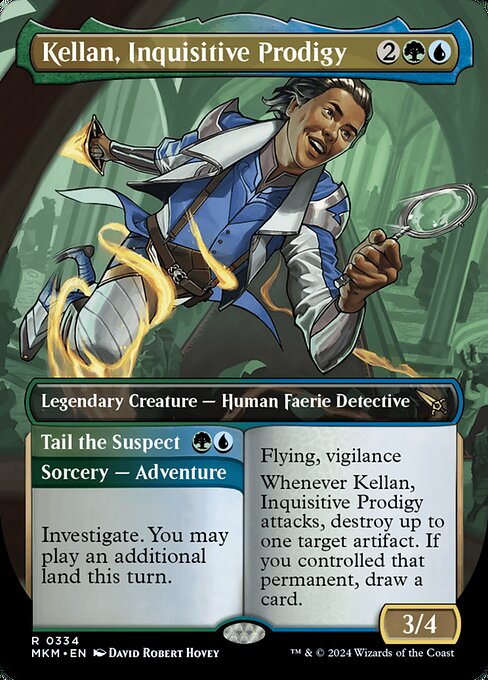 Kellan, Inquisitive Prodigy 2
Legendary Creature — Human Faerie Detective
Tail the Suspect
Sorcery — Adventure
Investigate. You may
play an additional
land this turn.
Flying, vigilance
Whenever Kellan,
Inquisitive Prodigy
attacks, destroy up to
one target artifact. If
you controlled that
permanent, draw a
card.
3/4
R 0334
MKM • EN David Robert Hovey
™ & © 2024 Wizards of the Coast